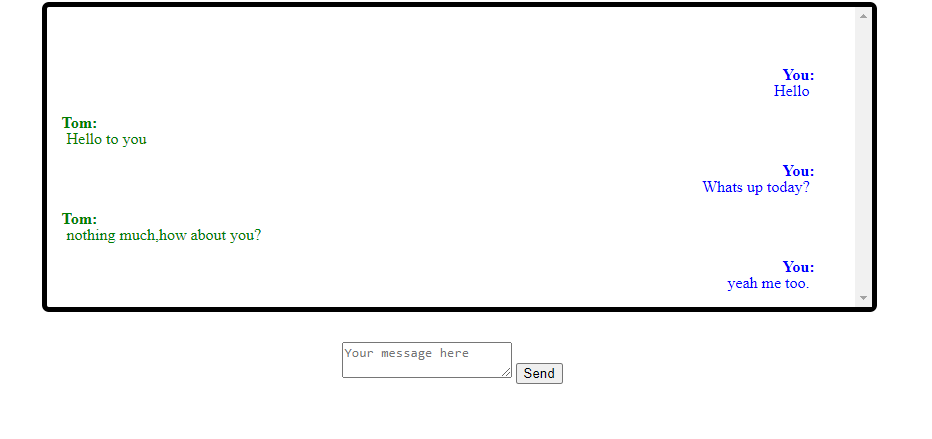 You:
Hello
Tom:
Hello to you
You:
Whats up today?
Tom:
nothing much,how about you?
You:
yeah me too.
Your message here
Send